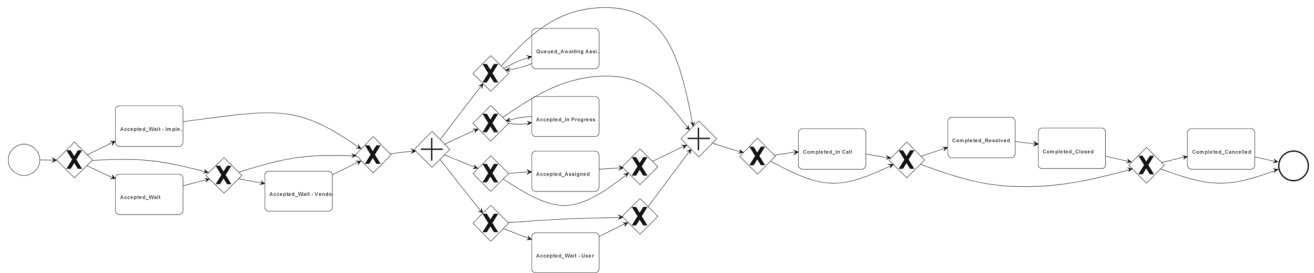 Accepted_Wait - Imple.
Accepted_Wait
Accepted_Wait - Vendo
Queued_Awaiting Assi.
Accepted_In Progress
Accepted_Assigned
Accepted_Wait - User
Completed_In Call
Completed_Resolved
Completed_Closed
Completed_Cancelled